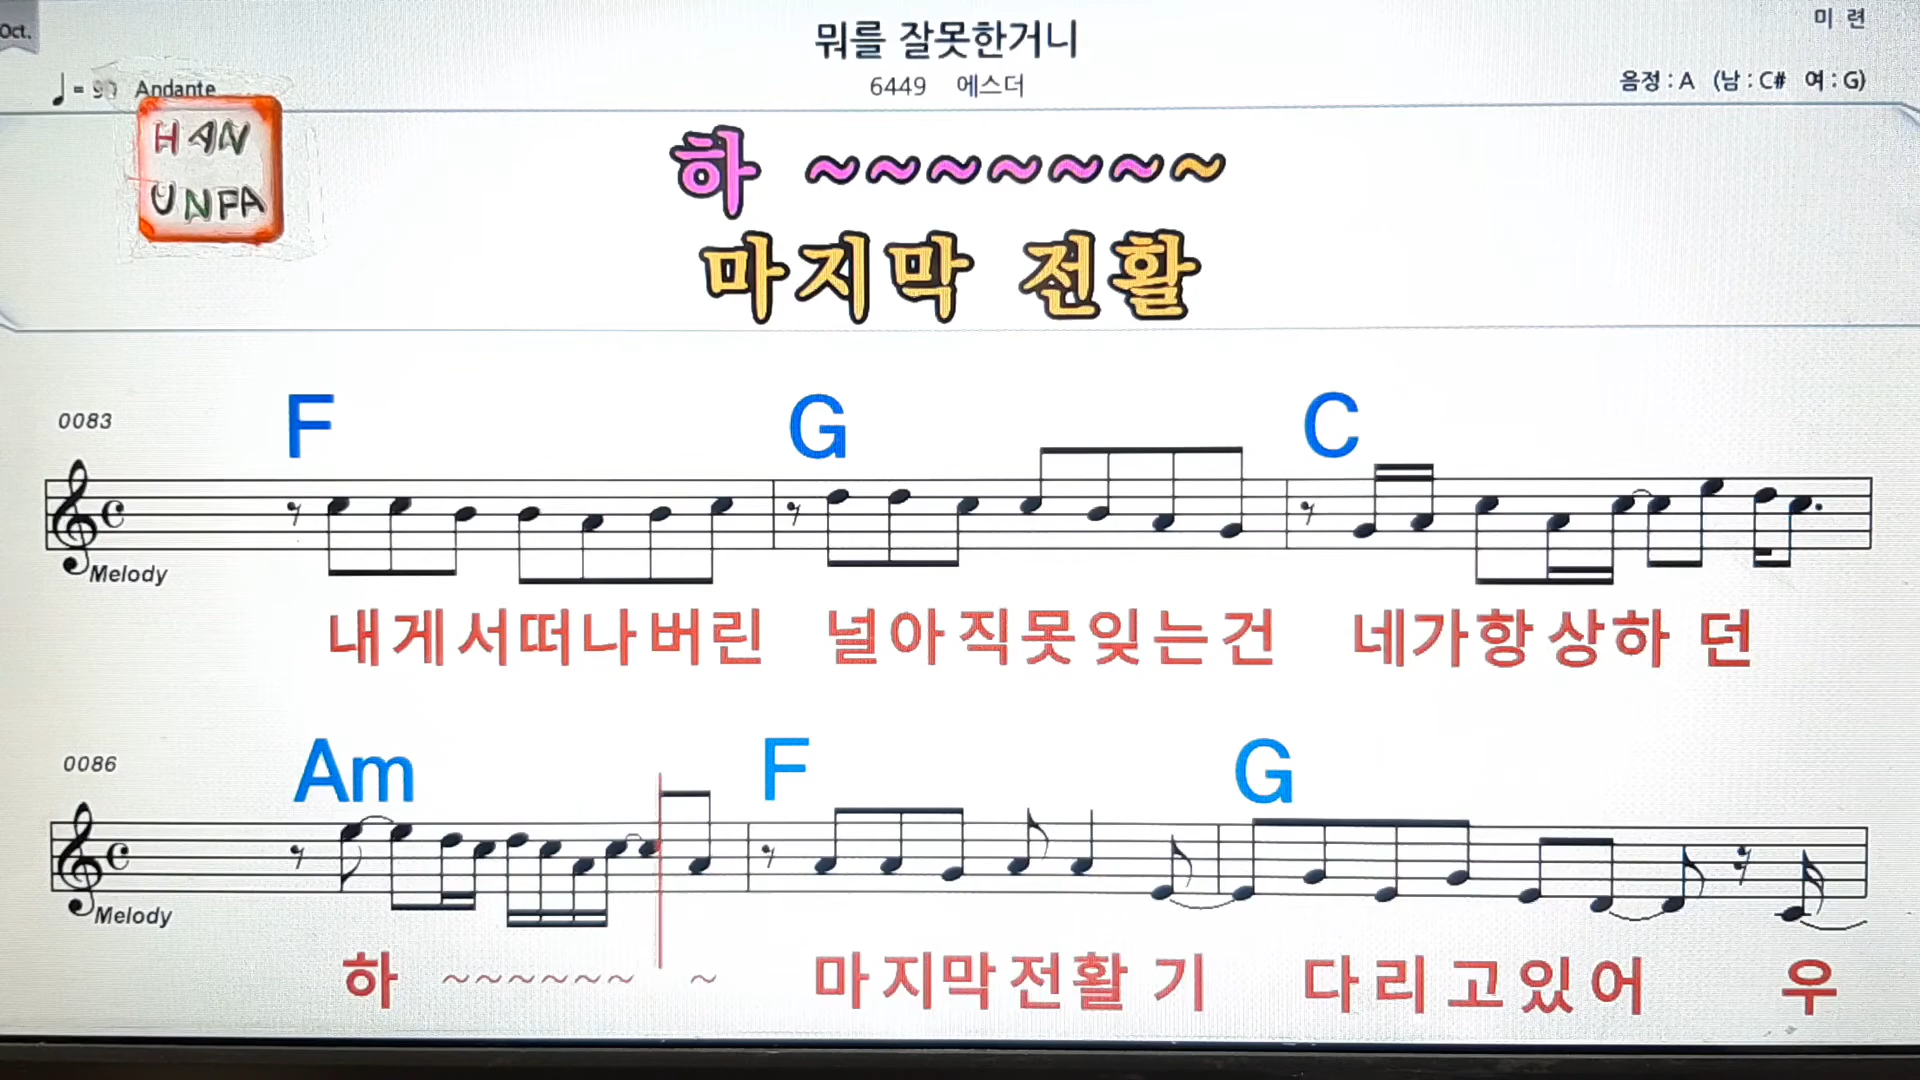 Oct.
뭐를 잘못한거니
미 련
♩= 90 Andante
6449 에스더
음정 : A (남 : C# 여 : G)
HAN
UNFA
하 ~~~~~~~
마지막 전활
0083
F G C
Melody
내게서떠나버린 널아직못잊는건 네가항상하던
0086
Am F G
Melody
하 ~~~~~~ ~ 마지막전활기 다리고있어 우